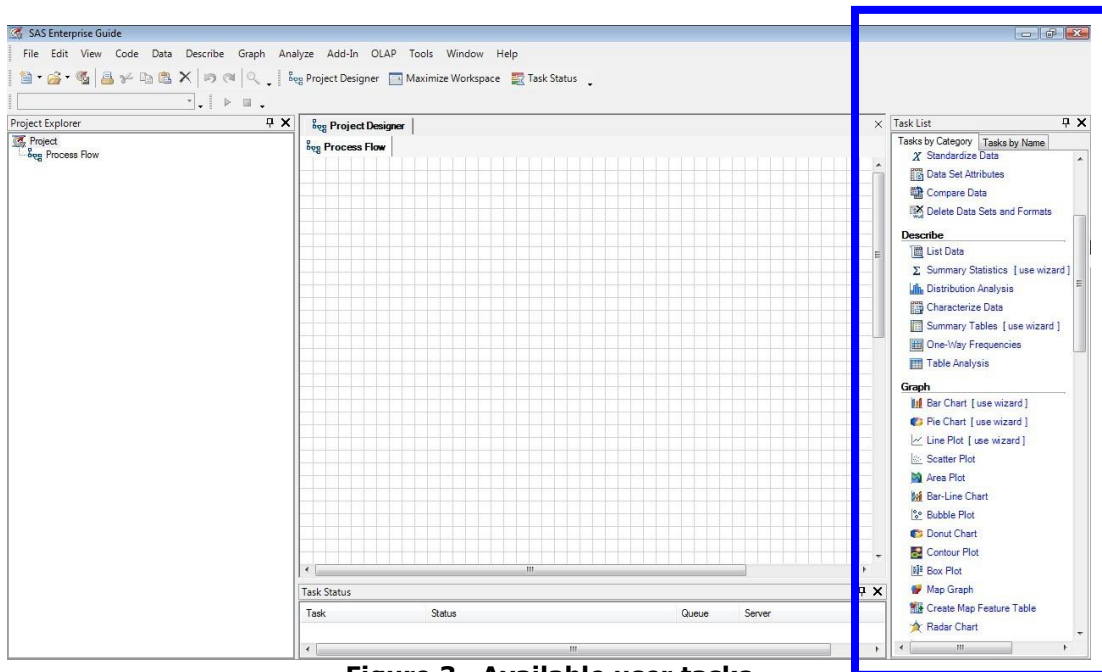 SAS Enterprise Guide
File Edit View Code Data Describe Graph Analyze Add-In OLAP Tools Window Help
Project Designer Maximize Workspace Task Status
Project Explorer
Project
Process Flow
Project Designer
Process Flow
Task Status
Task Status Queue Server
Task List
Tasks by Category Tasks by Name
Standardize Data
Data Set Attributes
Compare Data
Delete Data Sets and Formats
Describe
List Data
Summary Statistics [ use wizard ]
Distribution Analysis
Characterize Data
Summary Tables [ use wizard ]
One-Way Frequencies
Table Analysis
Graph
Bar Chart [ use wizard ]
Pie Chart [ use wizard ]
Line Plot [ use wizard ]
Scatter Plot
Area Plot
Bar-Line Chart
Bubble Plot
Donut Chart
Contour Plot
Box Plot
Map Graph
Create Map Feature Table
Radar Chart